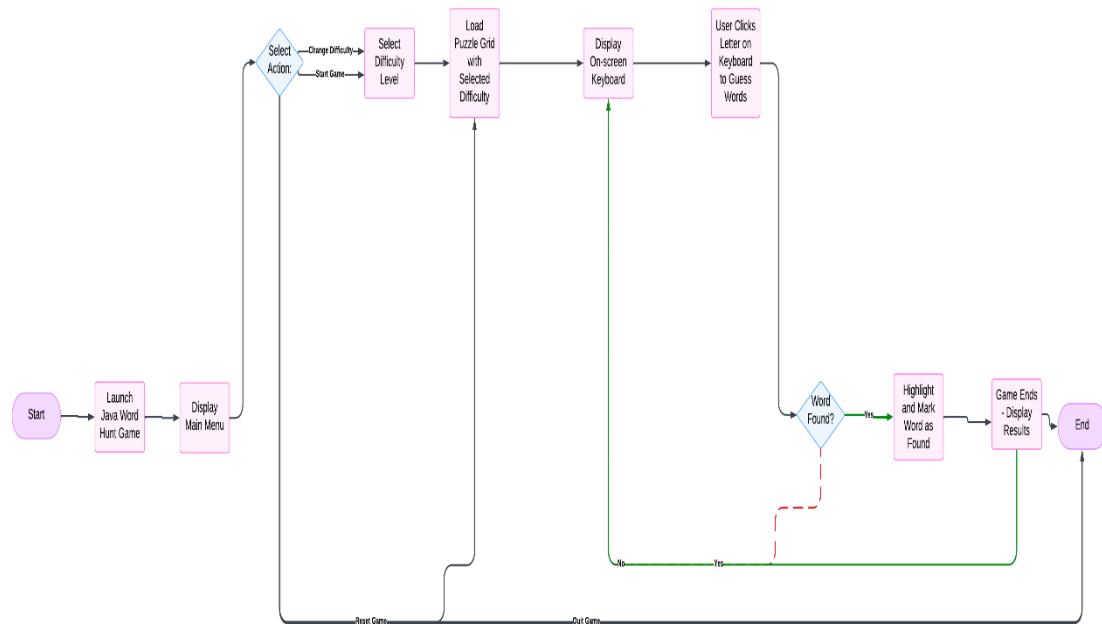 Select
Action:
Change Difficulty
Start Game
Select
Difficulty
Level
Load
Puzzle Grid
with
Selected
Difficulty
Display
On-screen
Keyboard
User Clicks
Letter on
Keyboard
to Guess
Words
Start
Launch
Java Word
Hunt Game
Display
Main Menu
Word
Found?
Yes
Highlight
and Mark
Word as
Found
Game Ends
- Display
Results
End
No
Yes
Reset Game
Quit Game